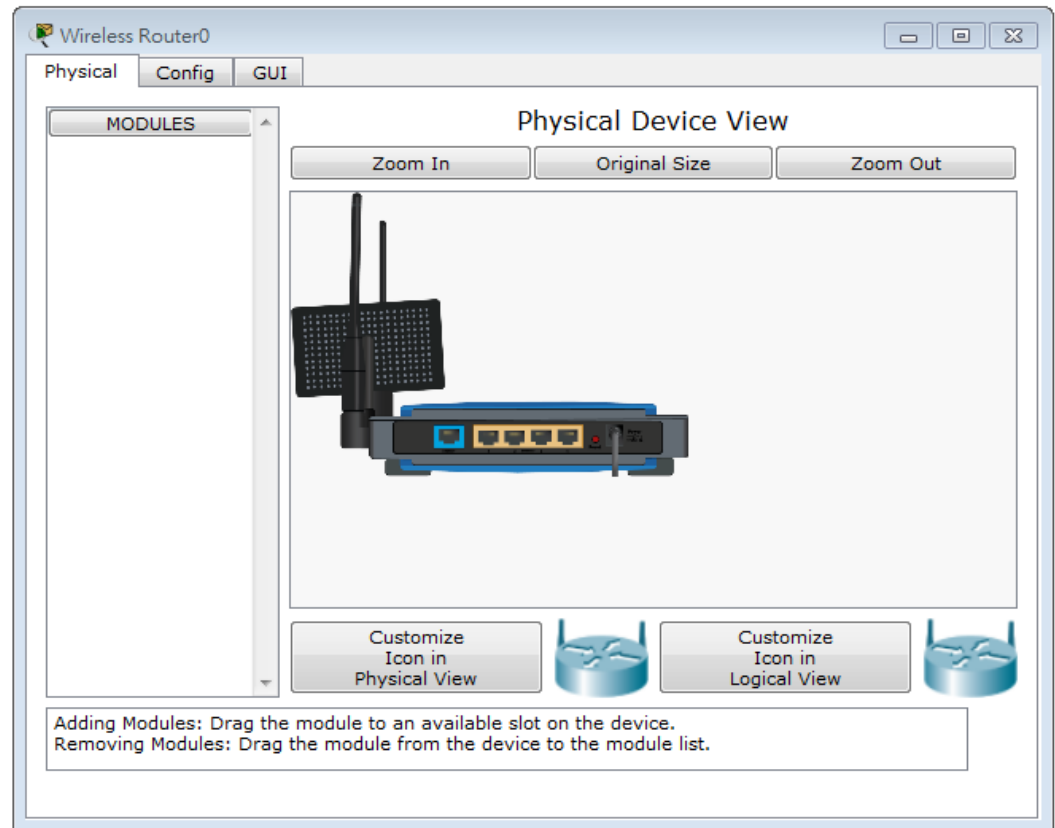 Wireless Router0
Physical
Config
GUI
MODULES
Physical Device View
Zoom In
Original Size
Zoom Out
Customize
Icon in
Physical View
Customize
Icon in
Logical View
Adding Modules: Drag the module to an available slot on the device.
Removing Modules: Drag the module from the device to the module list.